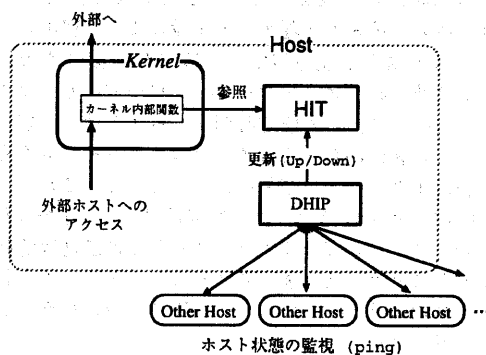 外部へ
Host
Kernel
カーネル内部関数
参照
HIT
更新(Up/Down)
外部ホストへの
アクセス
DHIP
Other Host
Other Host
Other Host
...
ホスト状態の監視 (ping)